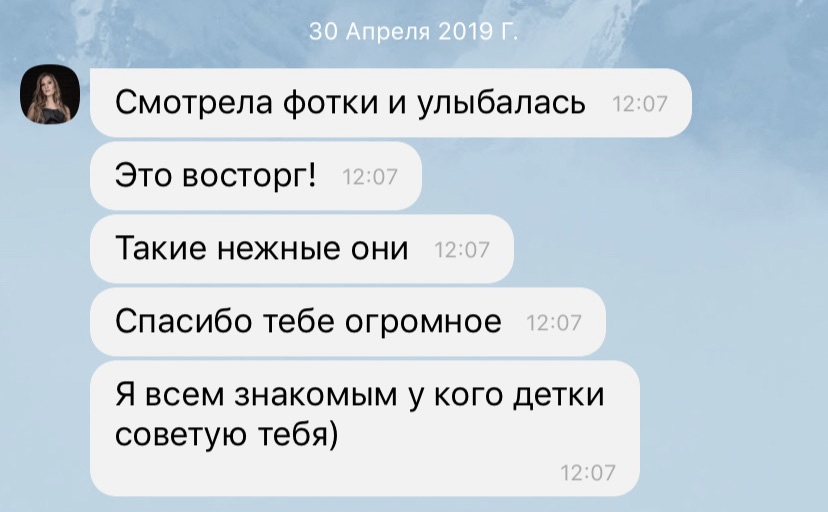 30 Апреля 2019 Г.
Смотрела фотки и улыбалась 12:07
Это восторг! 12:07
Такие нежные они 12:07
Спасибо тебе огромное 12:07
Я всем знакомым у кого детки
советую тебя)
12:07